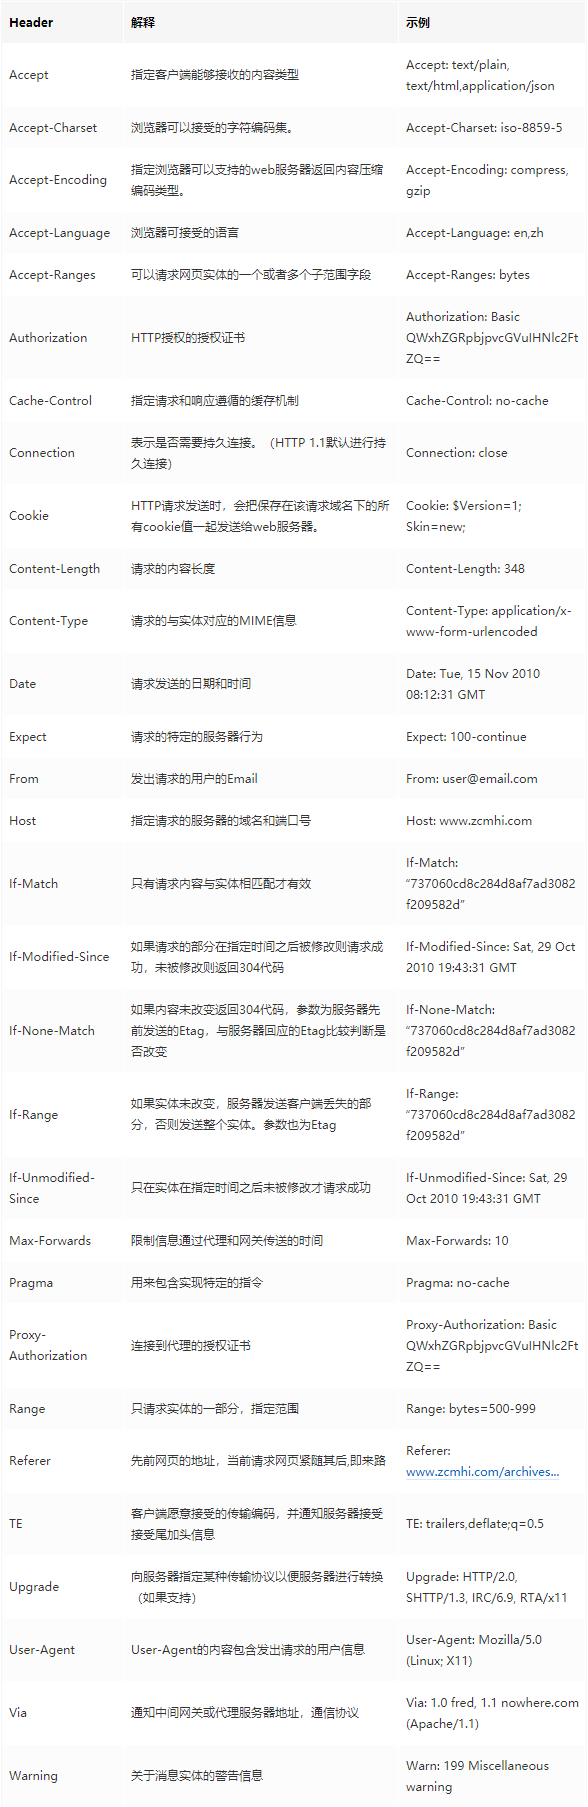 Header 解释 示例
Accept 指定客户端能够接收的内容类型 Accept: text/plain,
text/html,application/json
Accept-Charset 浏览器可以接受的字符编码集。 Accept-Charset: iso-8859-5
Accept-Encoding 指定浏览器可以支持的web服务器返回内容压缩
编码类型。 Accept-Encoding: compress,
gzip
Accept-Language 浏览器可接受的语言 Accept-Language: en,zh
Accept-Ranges 可以请求网页实体的一个或者多个子范围字段 Accept-Ranges: bytes
Authorization HTTP授权的授权证书 Authorization: Basic
QWxhZGRpbjpvcGVuIHNlc2Ft
ZQ==
Cache-Control 指定请求和响应遵循的缓存机制 Cache-Control: no-cache
Connection 表示是否需要持久连接。（HTTP 1.1默认进行持
久连接） Connection: close
Cookie HTTP请求发送时，会把保存在该请求域名下的所
有cookie值一起发送给web服务器。 Cookie: $Version=1;
Skin=new;
Content-Length 请求的内容长度 Content-Length: 348
Content-Type 请求的与实体对应的MIME信息 Content-Type: application/x-
www-form-urlencoded
Date 请求发送的日期和时间 Date: Tue, 15 Nov 2010
08:12:31 GMT
Expect 请求的特定的服务器行为 Expect: 100-continue
From 发出请求的用户的Email From: user@email.com
Host 指定请求的服务器的域名和端口号 Host: www.zcmhi.com
If-Match 只有请求内容与实体相匹配才有效 If-Match:
“737060cd8c284d8af7ad3082
f209582d”
If-Modified-Since 如果请求的部分在指定时间之后被修改则请求成
功，未被修改则返回304代码 If-Modified-Since: Sat, 29 Oct
2010 19:43:31 GMT
If-None-Match 如果内容未改变返回304代码，参数为服务器先
前发送的Etag，与服务器回应的Etag比较判断是
否改变 If-None-Match:
“737060cd8c284d8af7ad3082
f209582d”
If-Range 如果实体未改变，服务器发送客户端丢失的部
分，否则发送整个实体。参数也为Etag If-Range:
“737060cd8c284d8af7ad3082
f209582d”
If-Unmodified-
Since 只在实体在指定时间之后未被修改才请求成功 If-Unmodified-Since: Sat, 29
Oct 2010 19:43:31 GMT
Max-Forwards 限制信息通过代理和网关传送的时间 Max-Forwards: 10
Pragma 用来包含实现特定的指令 Pragma: no-cache
Proxy-
Authorization 连接到代理的授权证书 Proxy-Authorization: Basic
QWxhZGRpbjpvcGVuIHNlc2Ft
ZQ==
Range 只请求实体的一部分，指定范围 Range: bytes=500-999
Referer 先前网页的地址，当前请求网页紧随其后,即来路 Referer:
www.zcmhi.com/archives...
TE 客户端愿意接受的传输编码，并通知服务器接受
接受尾加头信息 TE: trailers,deflate;q=0.5
Upgrade 向服务器指定某种传输协议以便服务器进行转换
（如果支持） Upgrade: HTTP/2.0,
SHTTP/1.3, IRC/6.9, RTA/x11
User-Agent User-Agent的内容包含发出请求的用户信息 User-Agent: Mozilla/5.0
(Linux; X11)
Via 通知中间网关或代理服务器地址，通信协议 Via: 1.0 fred, 1.1 nowhere.com
(Apache/1.1)
Warning 关于消息实体的警告信息 Warn: 199 Miscellaneous
warning